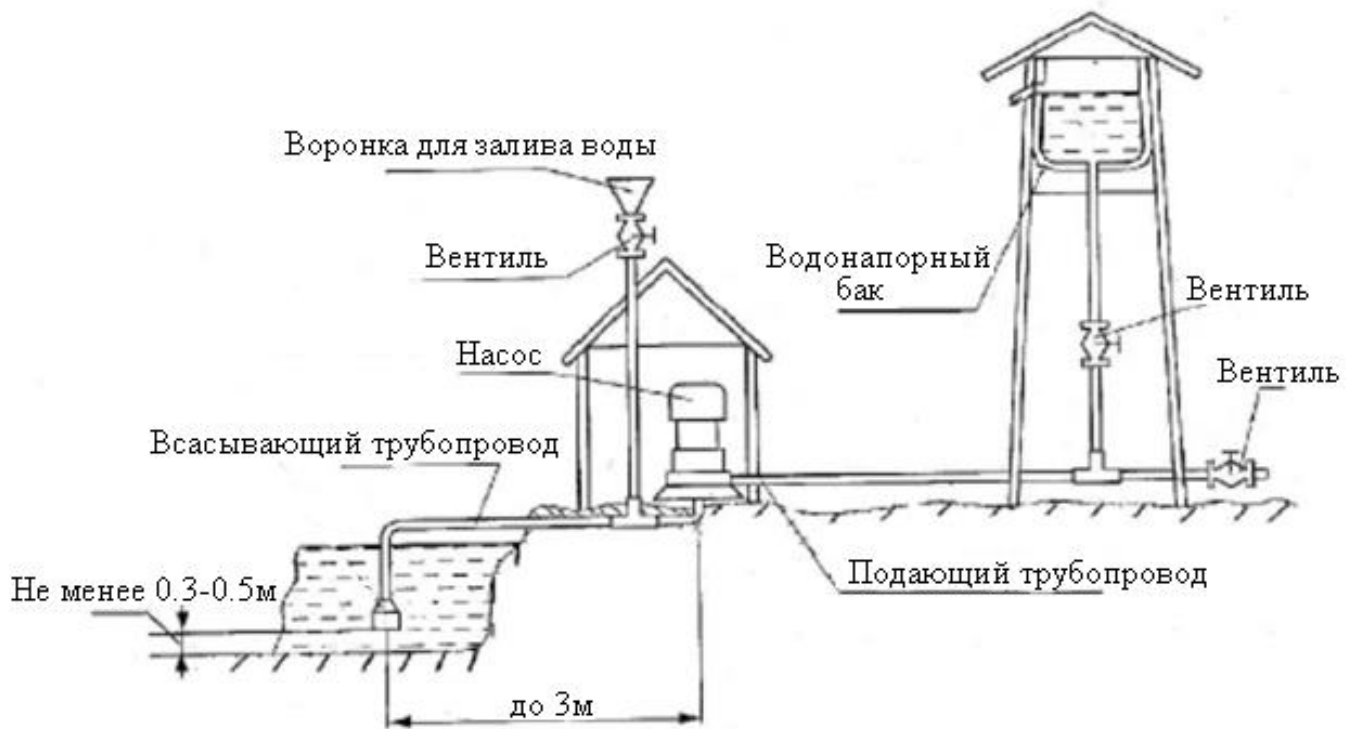 Воронка для залива воды
Вентиль
Водонапорный
бак
Вентиль
Насос
Вентиль
Всасывающий трубопровод
Не менее 0.3-0.5м
Подающий трубопровод
до 3м